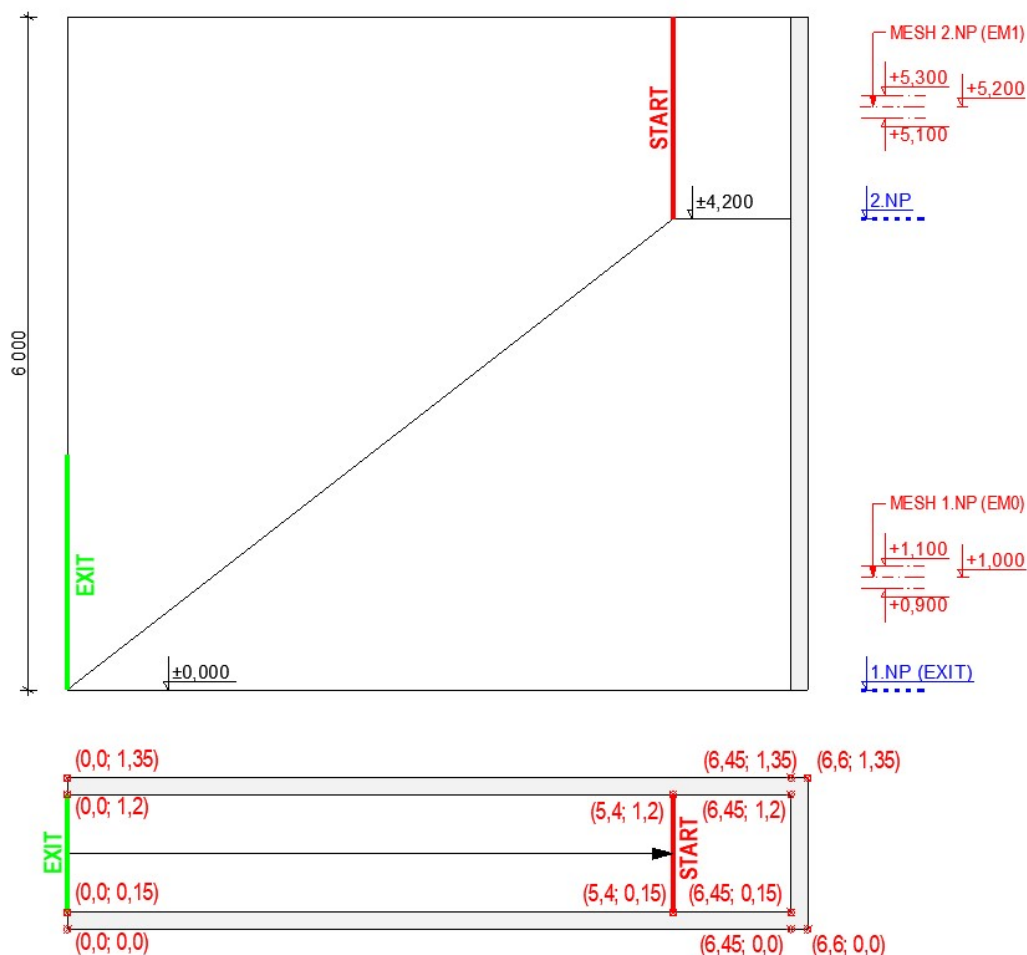 MESH 2.NP (EM1)
+5,300
+5,200
+5,100
START
±4,200
2.NP
6 000
MESH 1.NP (EM0)
+1,100
+1,000
+0,900
EXIT
±0,000
1.NP (EXIT)
(0,0; 1,35)
(6,45; 1,35)
(6,6; 1,35)
(0,0; 1,2)
(5,4; 1,2)
(6,45; 1,2)
EXIT
START
(0,0; 0,15)
(5,4; 0,15)
(6,45; 0,15)
(0,0; 0,0)
(6,45; 0,0)
(6,6; 0,0)